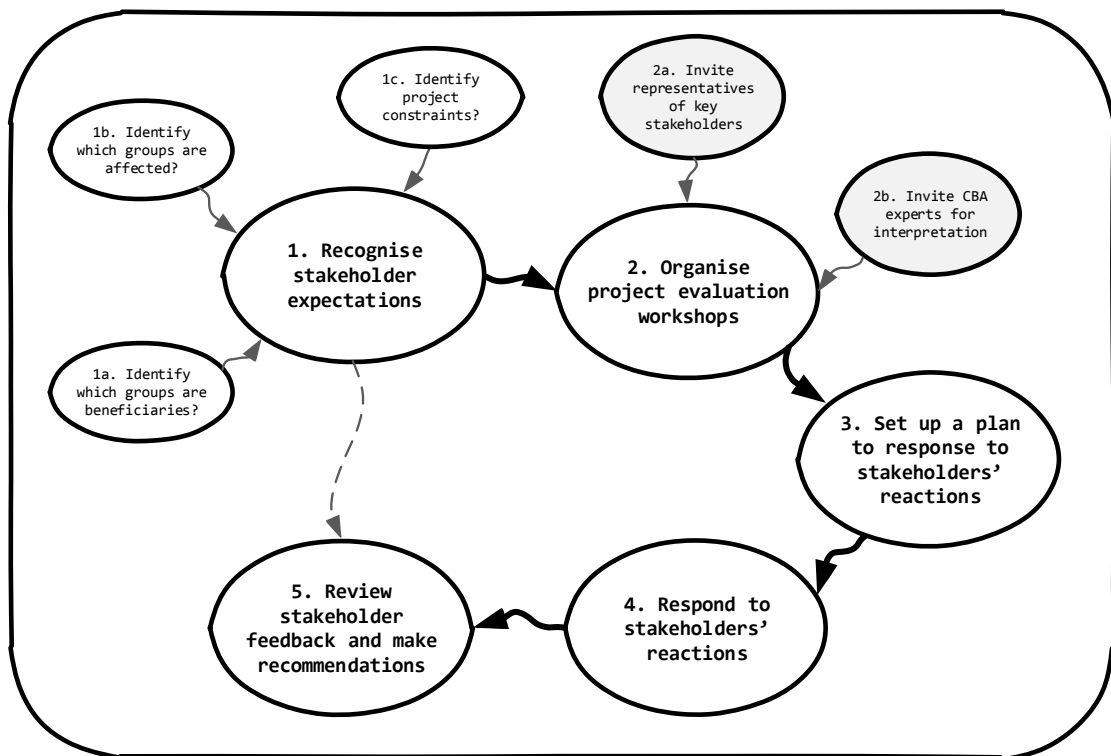 1c. Identify
project
constraints?
2a. Invite
representatives
of key
stakeholders
1b. Identify
which groups are
affected?
2b. Invite CBA
experts for
interpretation
1. Recognise
stakeholder
expectations
2. Organise
project evaluation
workshops
1a. Identify
which groups are
beneficiaries?
3. Set up a plan
to response to
stakeholders’
reactions
4. Respond to
stakeholders’
reactions
5. Review
stakeholder
feedback and make
recommendations